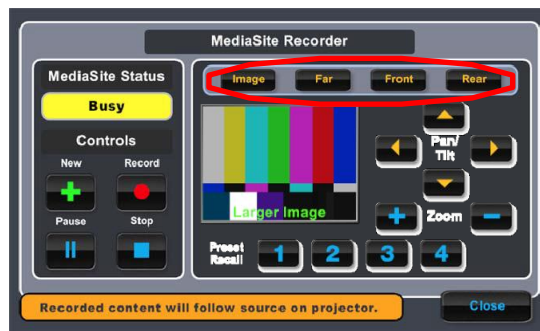 MediaSite Recorder
MediaSite Status
Busy
Controls
New Record
Pause Stop
Image Far Front Rear
Pan/
Tilt
Larger Image
Zoom
Preset
Recall
1 2 3 4
Recorded content will follow source on projector.
Close